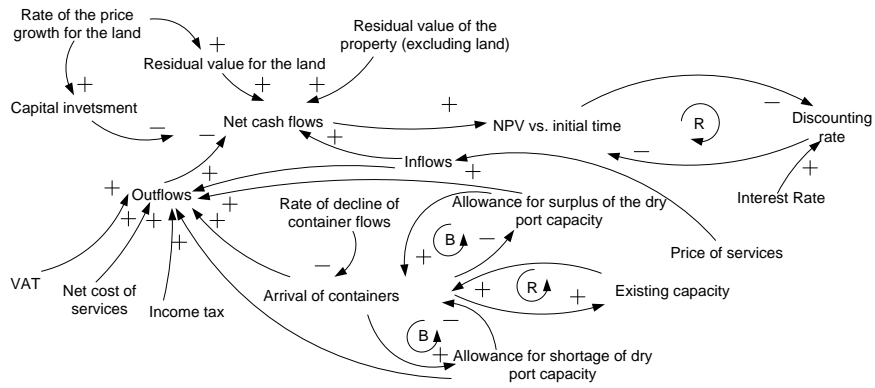 Rate of the price
growth for the land
Residual value of the
property (excluding land)
+
+
Residual value for the land
+
+
Capital invetsment
+
−
−
Net cash flows
+
NPV vs. initial time
−
R
Discounting
rate
+
Inflows
−
+
+
+
Interest Rate
+
Outflows
+
+
+
+
+
Rate of decline of
container flows
Allowance for surplus of the dry
port capacity
B
−
+
Price of services
VAT
Net cost of
services
Income tax
−
Arrival of containers
+
R
+
Existing capacity
B
−
+
Allowance for shortage of dry
port capacity